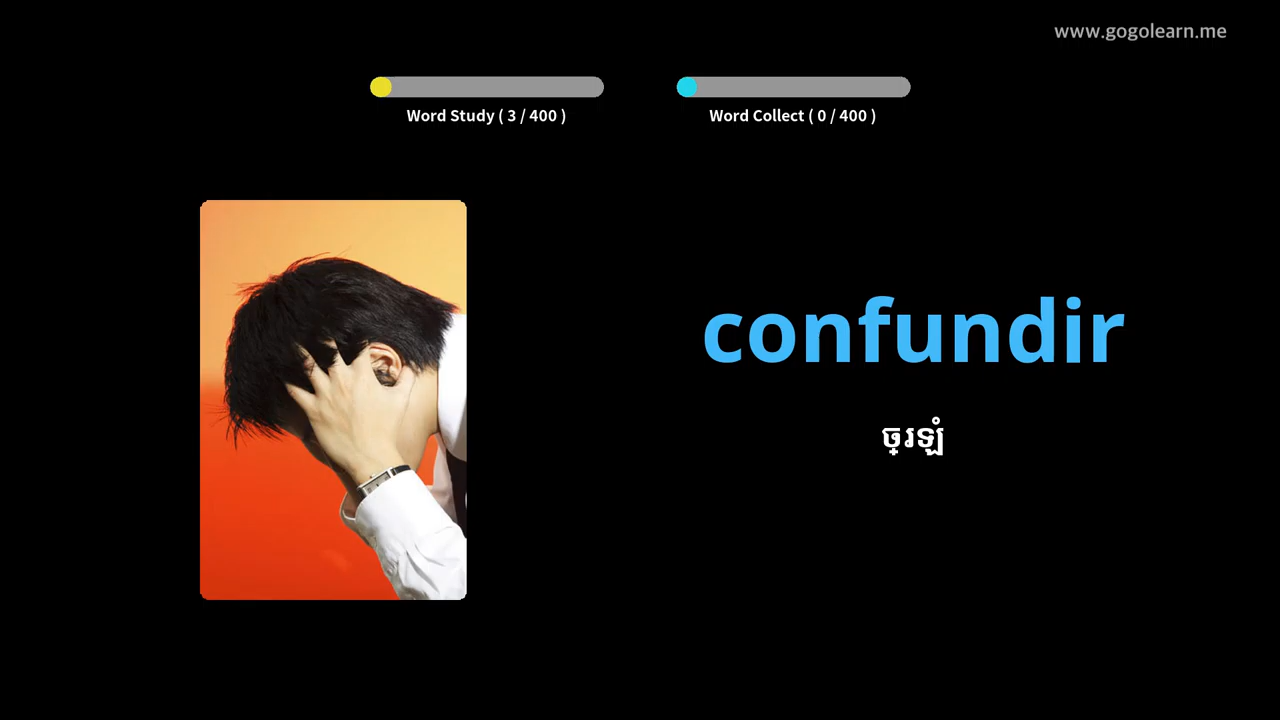 www.gogolearn.me
Word Study ( 3 / 400 )
Word Collect ( 0 / 400 )
confundir
ច្រឡំ